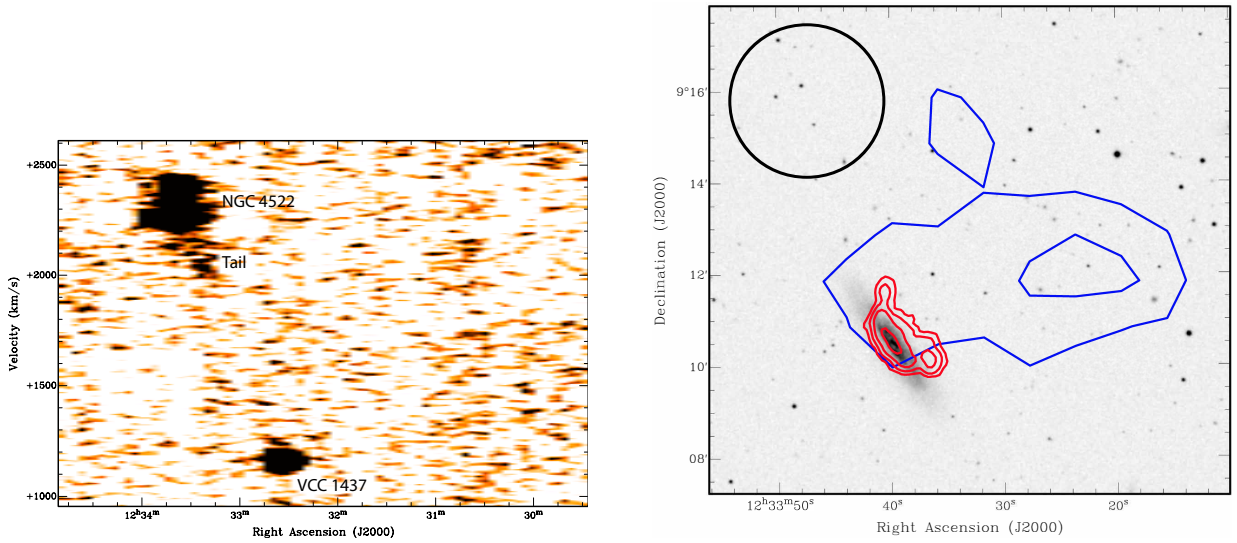 +2500
NGC 4522
Tail
+2000
Velocity (km/s)
+1500
VCC 1437
+1000
12ʰ34ᵐ 33ᵐ 32ᵐ 31ᵐ 30ᵐ
Right Ascension (J2000)
9°16′
14′
Declination (J2000)
12′
10′
08′
12ʰ33ᵐ50ˢ 40ˢ 30ˢ 20ˢ
Right Ascension (J2000)